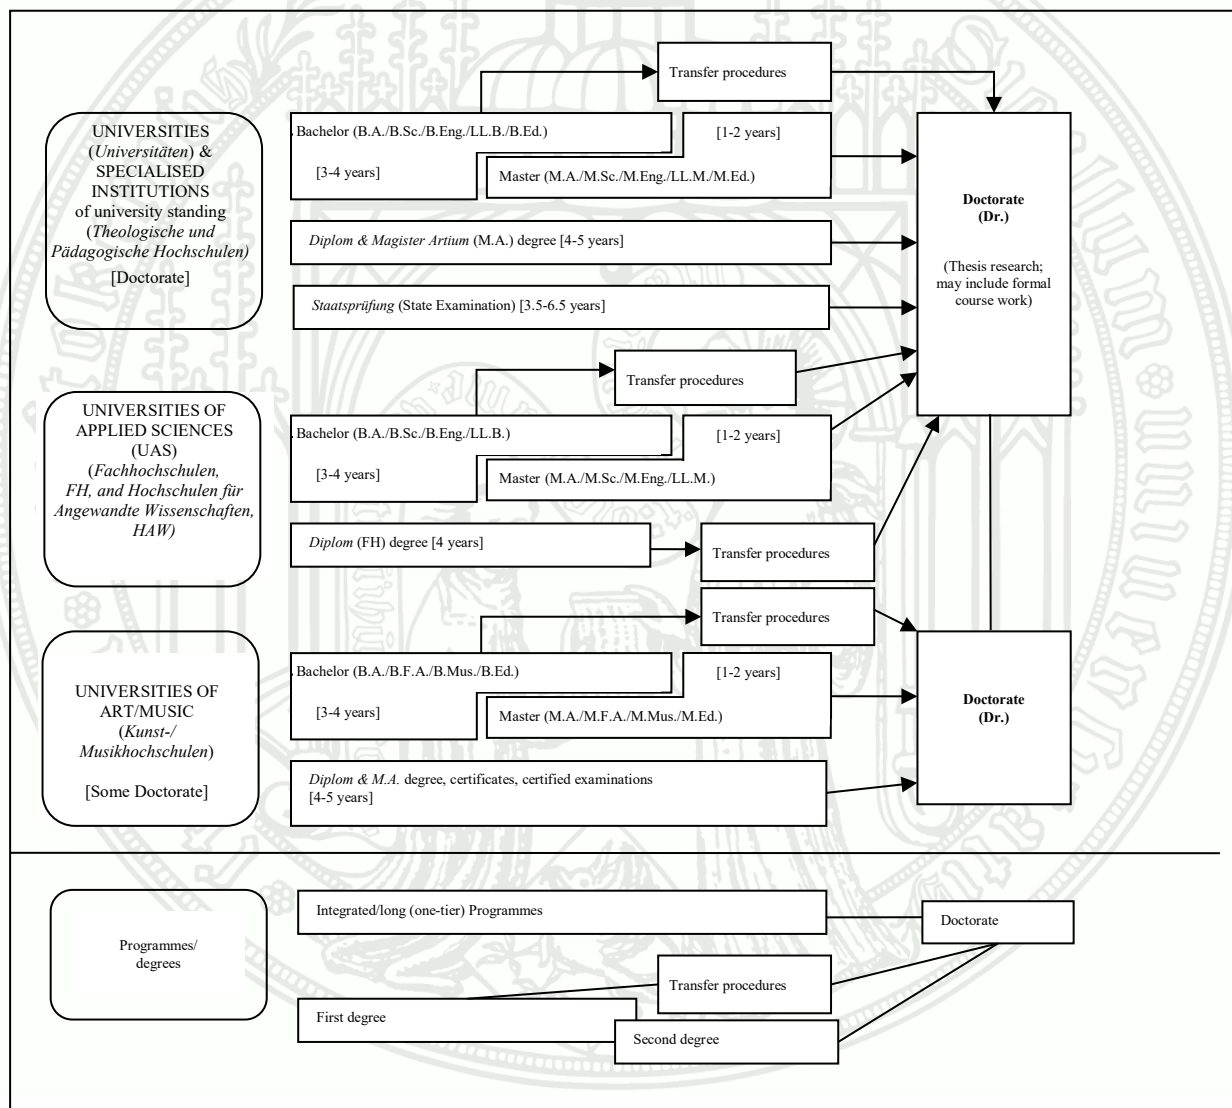 Transfer procedures
UNIVERSITIES
(Universitäten) &
SPECIALISED
INSTITUTIONS
of university standing
(Theologische und
Pädagogische Hochschulen)
[Doctorate]
Bachelor (B.A./B.Sc./B.Eng./LL.B./B.Ed.)
[3-4 years]
[1-2 years]
Master (M.A./M.Sc./M.Eng./LL.M./M.Ed.)
Diplom & Magister Artium (M.A.) degree [4-5 years]
Staatsprüfung (State Examination) [3.5-6.5 years]
Doctorate
(Dr.)
(Thesis research;
may include formal
course work)
Transfer procedures
UNIVERSITIES OF
APPLIED SCIENCES
(UAS)
(Fachhochschulen,
FH, and Hochschulen für
Angewandte Wissenschaften,
HAW)
Bachelor (B.A./B.Sc./B.Eng./LL.B.)
[3-4 years]
[1-2 years]
Master (M.A./M.Sc./M.Eng./LL.M.)
Diplom (FH) degree [4 years]
Transfer procedures
Transfer procedures
UNIVERSITIES OF
ART/MUSIC
(Kunst-/
Musikhochschulen)
[Some Doctorate]
Bachelor (B.A./B.F.A./B.Mus./B.Ed.)
[3-4 years]
[1-2 years]
Master (M.A./M.F.A./M.Mus./M.Ed.)
Diplom & M.A. degree, certificates, certified examinations
[4-5 years]
Doctorate
(Dr.)
Programmes/
degrees
Integrated/long (one-tier) Programmes
Doctorate
Transfer procedures
First degree
Second degree